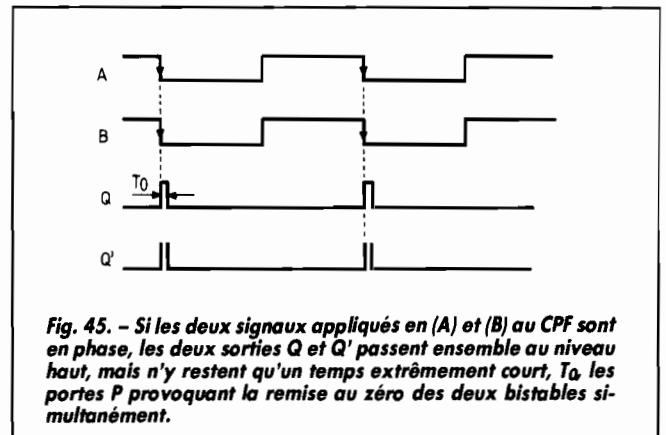 A
B
T0
Q
Q'
Fig. 45. – Si les deux signaux appliqués en (A) et (B) au CPF sont
en phase, les deux sorties Q et Q' passent ensemble au niveau
haut, mais n'y restent qu'un temps extrêmement court, T0, les
portes P provoquant la remise au zéro des deux bistables si-
multanément.